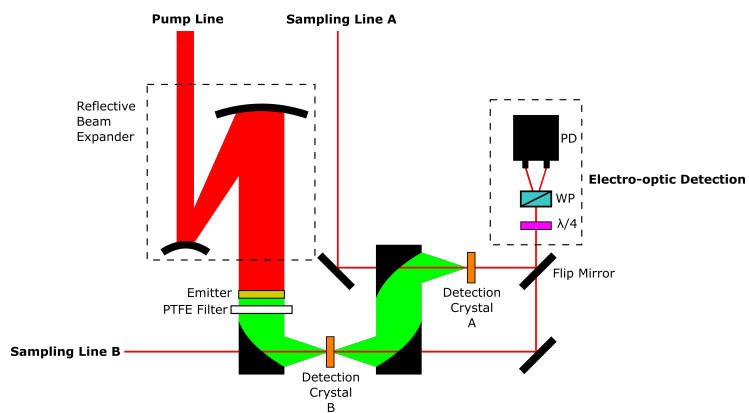 Pump Line
Sampling Line A
Reflective
Beam
Expander
PD
Electro-optic Detection
WP
λ/4
Flip Mirror
Emitter
PTFE Filter
Detection
Crystal
A
Sampling Line B
Detection
Crystal
B